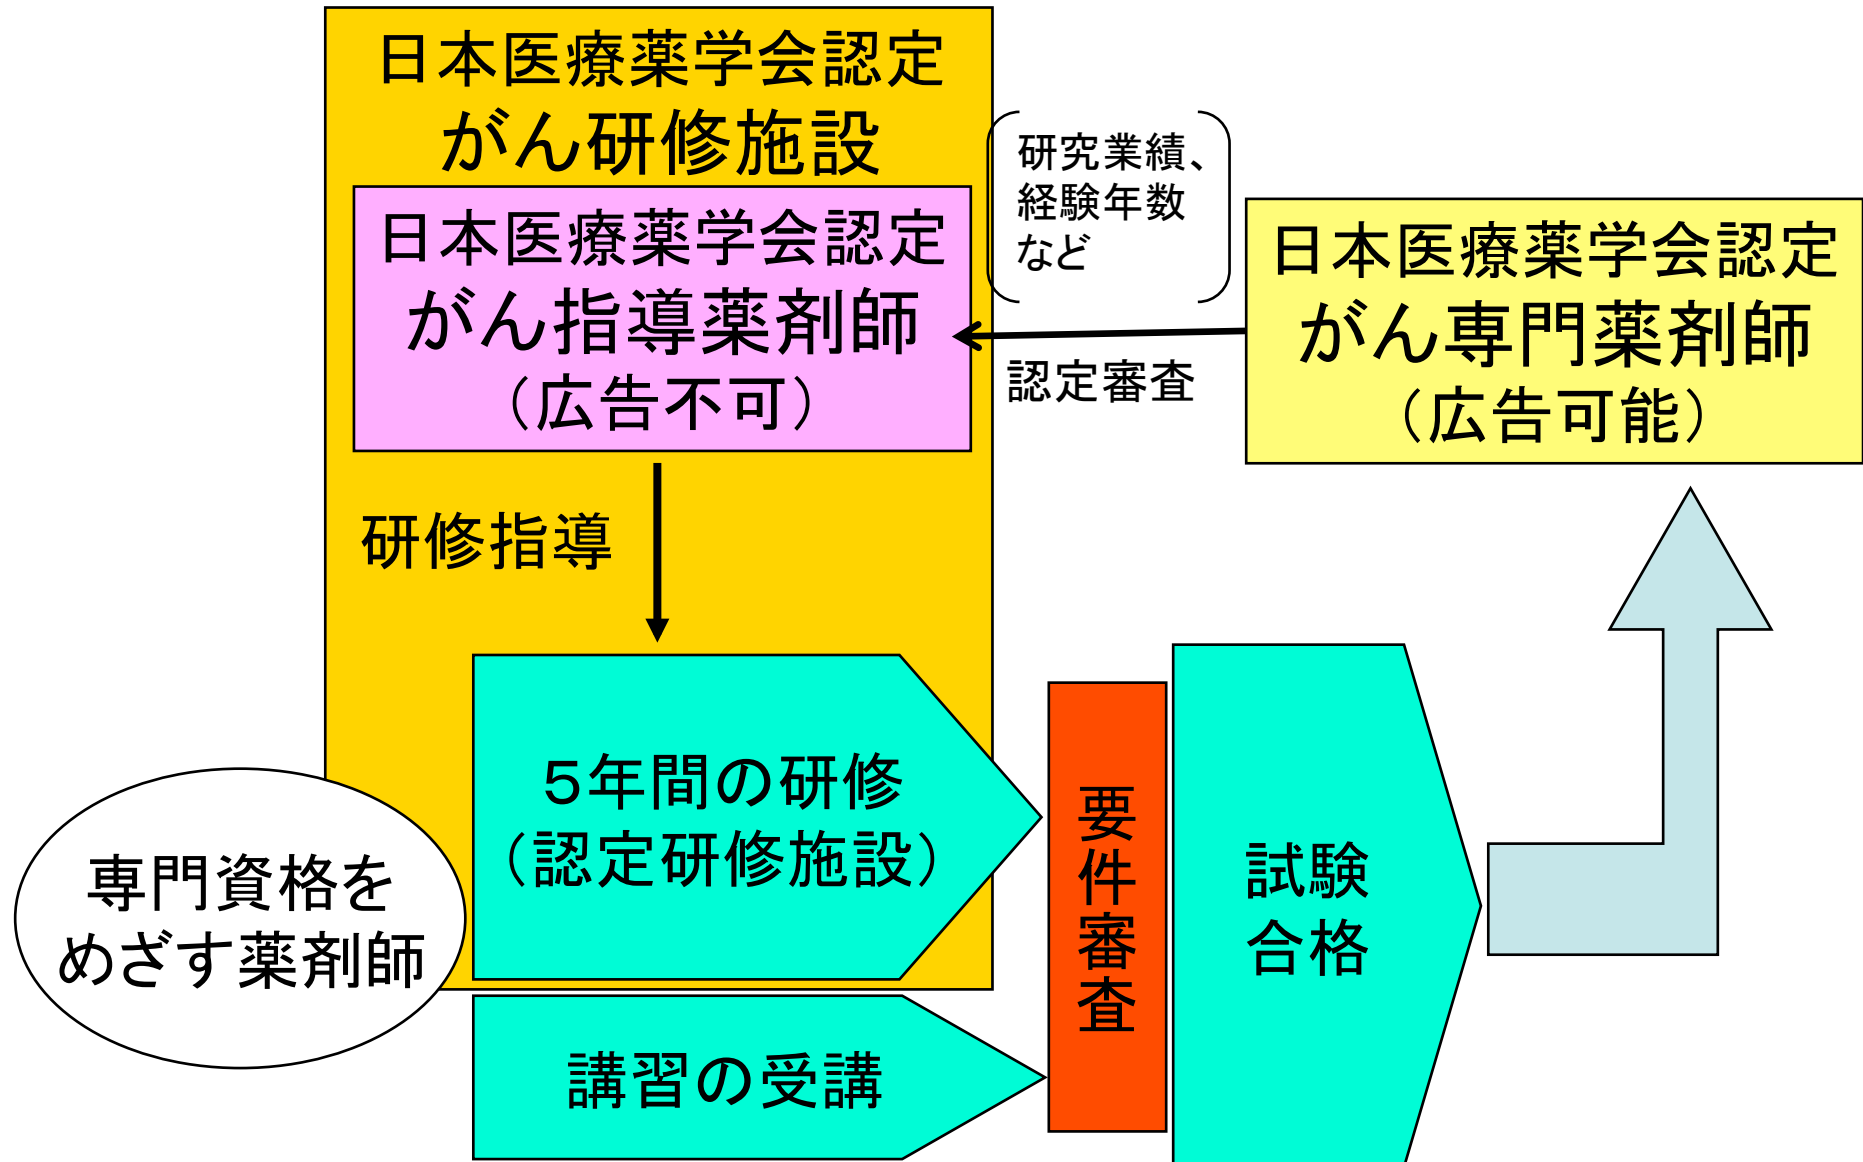 日本医療薬学会認定
がん研修施設
日本医療薬学会認定
がん指導薬剤師
（広告不可）
研究業績、
経験年数
など
認定審査
日本医療薬学会認定
がん専門薬剤師
（広告可能）
研修指導
５年間の研修
（認定研修施設）
専門資格を
めざす薬剤師
講習の受講
要件審査
試験
合格